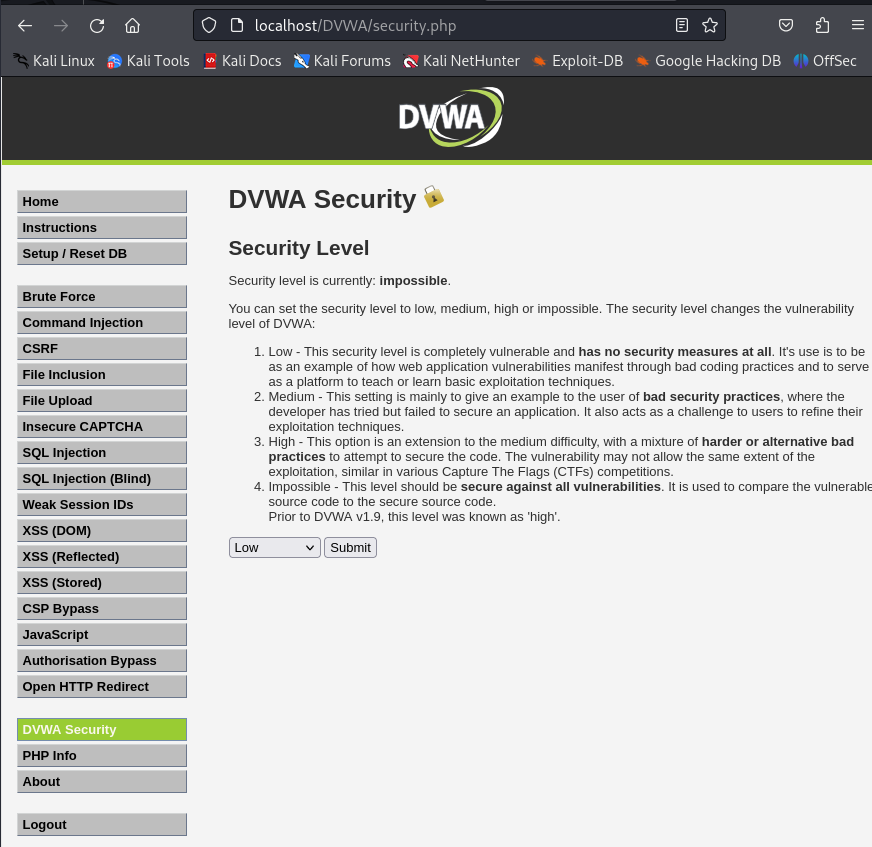 localhost/DVWA/security.php
Kali Linux Kali Tools Kali Docs Kali Forums Kali NetHunter Exploit-DB Google Hacking DB OffSec
DVWA
Home
Instructions
Setup / Reset DB
Brute Force
Command Injection
CSRF
File Inclusion
File Upload
Insecure CAPTCHA
SQL Injection
SQL Injection (Blind)
Weak Session IDs
XSS (DOM)
XSS (Reflected)
XSS (Stored)
CSP Bypass
JavaScript
Authorisation Bypass
Open HTTP Redirect
DVWA Security
PHP Info
About
Logout
DVWA Security
Security Level
Security level is currently: impossible.
You can set the security level to low, medium, high or impossible. The security level changes the vulnerability
level of DVWA:
1. Low - This security level is completely vulnerable and has no security measures at all. It's use is to be
as an example of how web application vulnerabilities manifest through bad coding practices and to serve
as a platform to teach or learn basic exploitation techniques.
2. Medium - This setting is mainly to give an example to the user of bad security practices, where the
developer has tried but failed to secure an application. It also acts as a challenge to users to refine their
exploitation techniques.
3. High - This option is an extension to the medium difficulty, with a mixture of harder or alternative bad
practices to attempt to secure the code. The vulnerability may not allow the same extent of the
exploitation, similar in various Capture The Flags (CTFs) competitions.
4. Impossible - This level should be secure against all vulnerabilities. It is used to compare the vulnerable
source code to the secure source code.
Prior to DVWA v1.9, this level was known as 'high'.
Low Submit